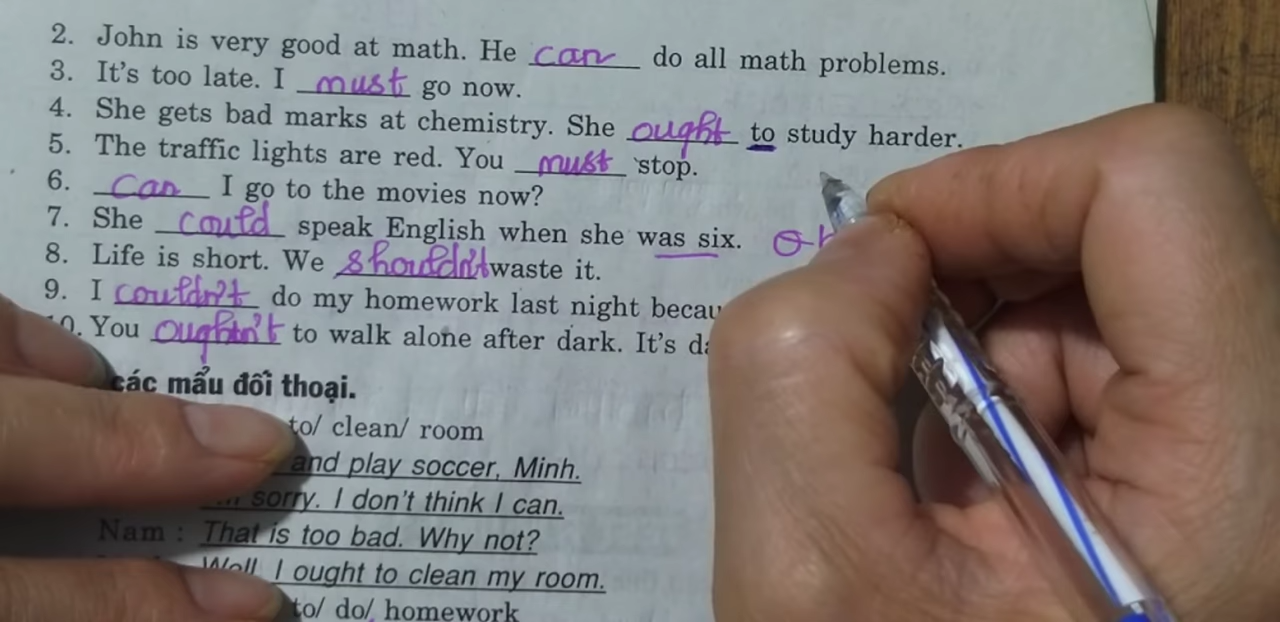 2. John is very good at math. He can do all math problems.
3. It's too late. I must go now.
4. She gets bad marks at chemistry. She ought to study harder.
5. The traffic lights are red. You must stop.
6. Can I go to the movies now?
7. She could speak English when she was six.
8. Life is short. We shouldn't waste it.
9. I couldn't do my homework last night
10. You oughtn't to walk alone after dark. It's
các mẩu đối thoại.
to/ clean/ room
and play soccer, Minh.
sorry. I don't think I can.
Nam : That is too bad. Why not?
Well I ought to clean my room.
to/ do/ homework